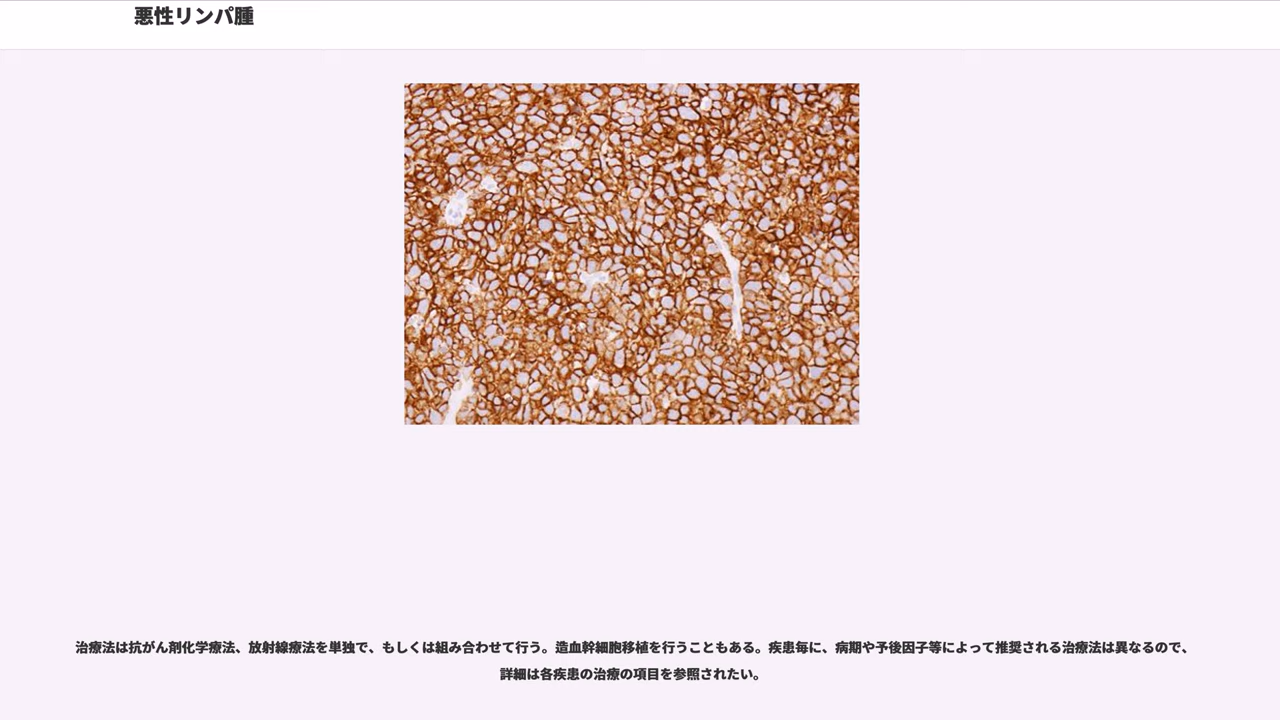 悪性リンパ腫
治療法は抗がん剤化学療法、放射線療法を単独で、もしくは組み合わせて行う。造血幹細胞移植を行うこともある。疾患毎に、病期や予後因子等によって推奨される治療法は異なるので、
詳細は各疾患の治療の項目を参照されたい。